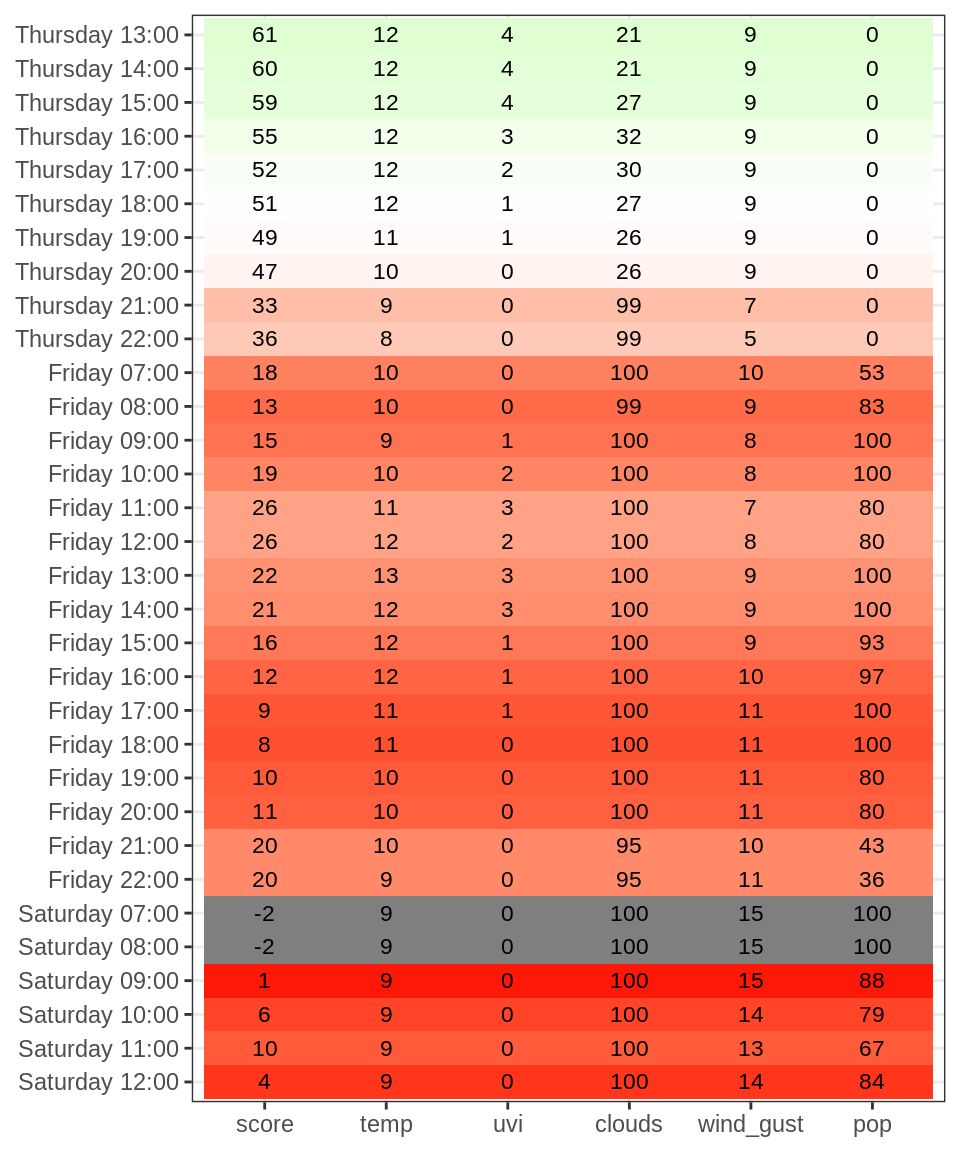 Thursday 13:00 61 12 4 21 9 0
Thursday 14:00 60 12 4 21 9 0
Thursday 15:00 59 12 4 27 9 0
Thursday 16:00 55 12 3 32 9 0
Thursday 17:00 52 12 2 30 9 0
Thursday 18:00 51 12 1 27 9 0
Thursday 19:00 49 11 1 26 9 0
Thursday 20:00 47 10 0 26 9 0
Thursday 21:00 33 9 0 99 7 0
Thursday 22:00 36 8 0 99 5 0
Friday 07:00 18 10 0 100 10 53
Friday 08:00 13 10 0 99 9 83
Friday 09:00 15 9 1 100 8 100
Friday 10:00 19 10 2 100 8 100
Friday 11:00 26 11 3 100 7 80
Friday 12:00 26 12 2 100 8 80
Friday 13:00 22 13 3 100 9 100
Friday 14:00 21 12 3 100 9 100
Friday 15:00 16 12 1 100 9 93
Friday 16:00 12 12 1 100 10 97
Friday 17:00 9 11 1 100 11 100
Friday 18:00 8 11 0 100 11 100
Friday 19:00 10 10 0 100 11 80
Friday 20:00 11 10 0 100 11 80
Friday 21:00 20 10 0 95 10 43
Friday 22:00 20 9 0 95 11 36
Saturday 07:00 -2 9 0 100 15 100
Saturday 08:00 -2 9 0 100 15 100
Saturday 09:00 1 9 0 100 15 88
Saturday 10:00 6 9 0 100 14 79
Saturday 11:00 10 9 0 100 13 67
Saturday 12:00 4 9 0 100 14 84
score temp uvi clouds wind_gust pop